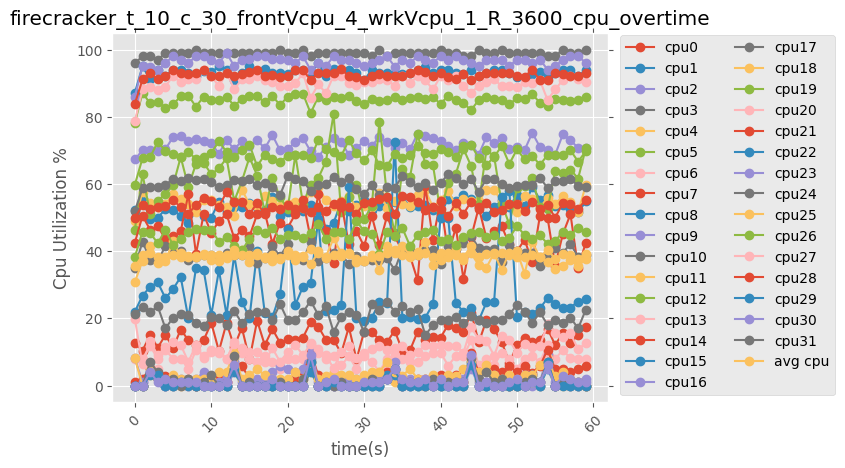 firecracker_t_10_c_30_frontVcpu_4_wrkVcpu_1_R_3600_cpu_overtime
Cpu Utilization %
100
80
60
40
20
0
0
10
20
30
40
50
60
time(s)
cpu0
cpu1
cpu2
cpu3
cpu4
cpu5
cpu6
cpu7
cpu8
cpu9
cpu10
cpu11
cpu12
cpu13
cpu14
cpu15
cpu16
cpu17
cpu18
cpu19
cpu20
cpu21
cpu22
cpu23
cpu24
cpu25
cpu26
cpu27
cpu28
cpu29
cpu30
cpu31
avg cpu